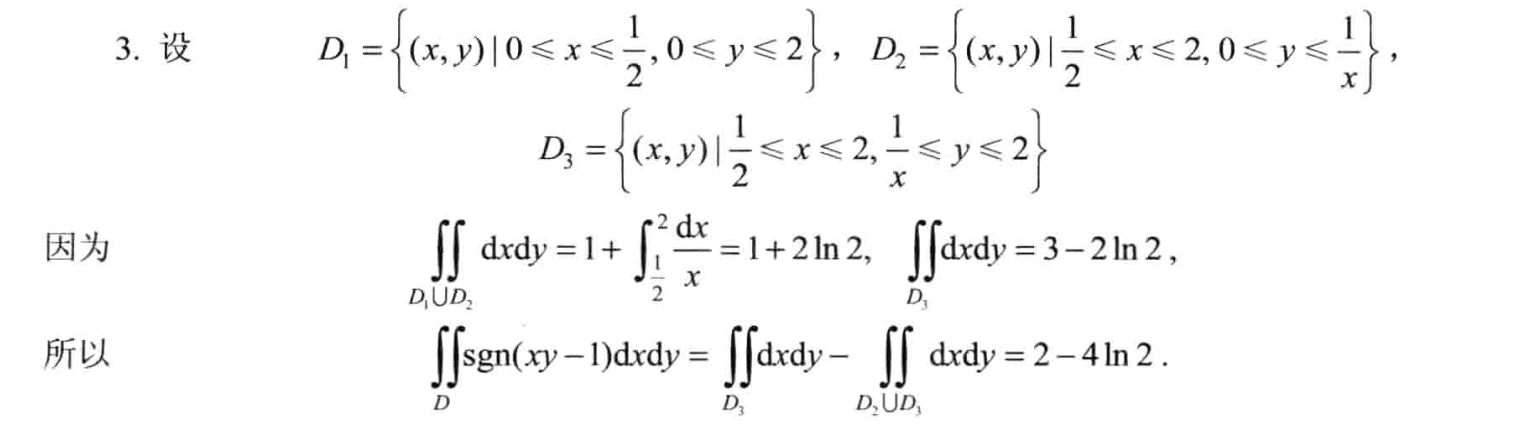 3. 设 D₁ = {(x, y) | 0 ⩽ x ⩽ 1/2, 0 ⩽ y ⩽ 2}, D₂ = {(x, y) | 1/2 ⩽ x ⩽ 2, 0 ⩽ y ⩽ 1/x},
D₃ = {(x, y) | 1/2 ⩽ x ⩽ 2, 1/x ⩽ y ⩽ 2}
因为 ∬_{D₁∪D₂} dxdy = 1 + ∫_{1/2}^{2} dx/x = 1 + 2 ln 2, ∬_{D₃} dxdy = 3 − 2 ln 2,
所以 ∬_{D} sgn(xy − 1)dxdy = ∬_{D₃} dxdy − ∬_{D₂∪D₃} dxdy = 2 − 4 ln 2.